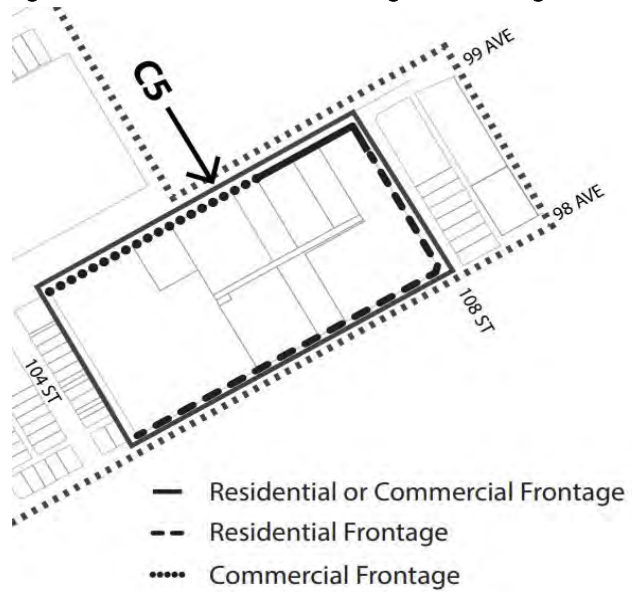 99 AVE
C5
98 AVE
108 ST
104 ST
Residential or Commercial Frontage
Residential Frontage
Commercial Frontage